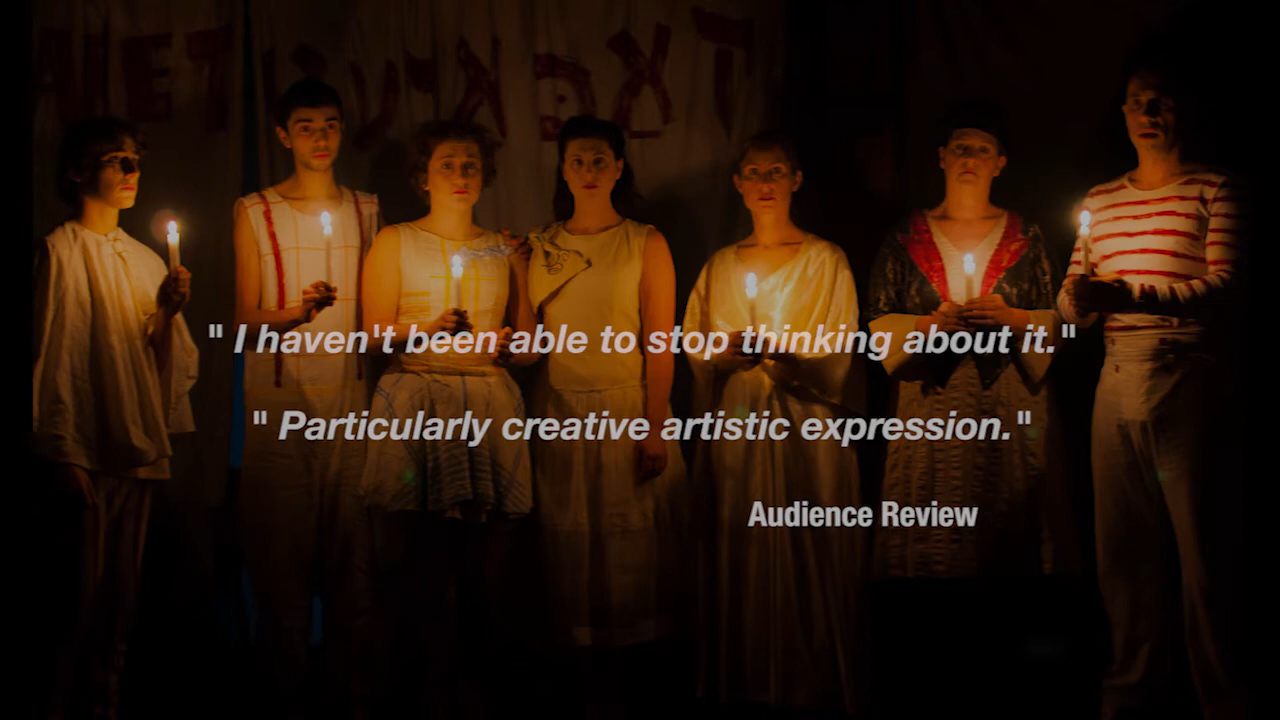 " I haven't been able to stop thinking about it."
" Particularly creative artistic expression."
Audience Review